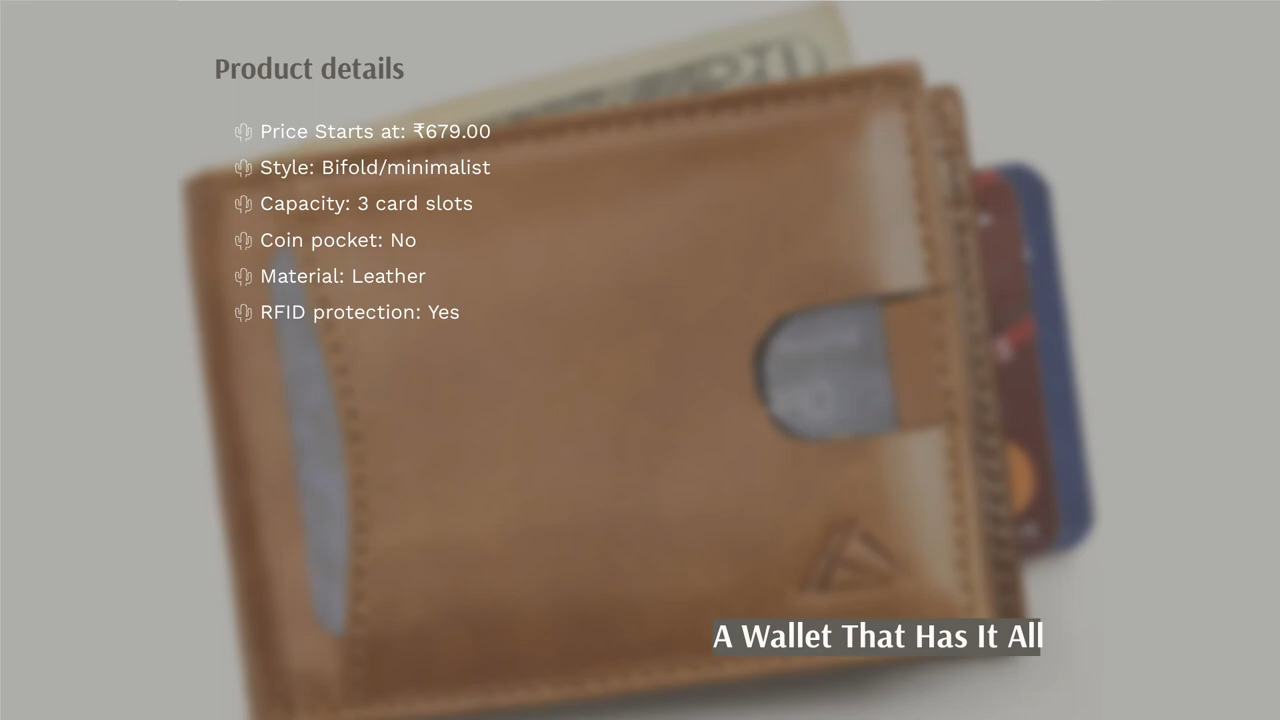 Product details
Price Starts at: ₹679.00
Style: Bifold/minimalist
Capacity: 3 card slots
Coin pocket: No
Material: Leather
RFID protection: Yes
A Wallet That Has It All